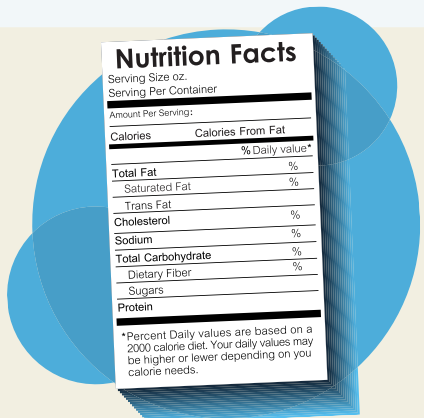 Nutrition Facts
Serving Size oz.
Serving Per Container
Amount Per Serving:
Calories Calories From Fat
% Daily value*
Total Fat %
Saturated Fat %
Trans Fat
Cholesterol %
Sodium %
Total Carbohydrate %
Dietary Fiber %
Sugars
Protein
*Percent Daily values are based on a
2000 calorie diet. Your daily values may
be higher or lewer depending on you
calorie needs.